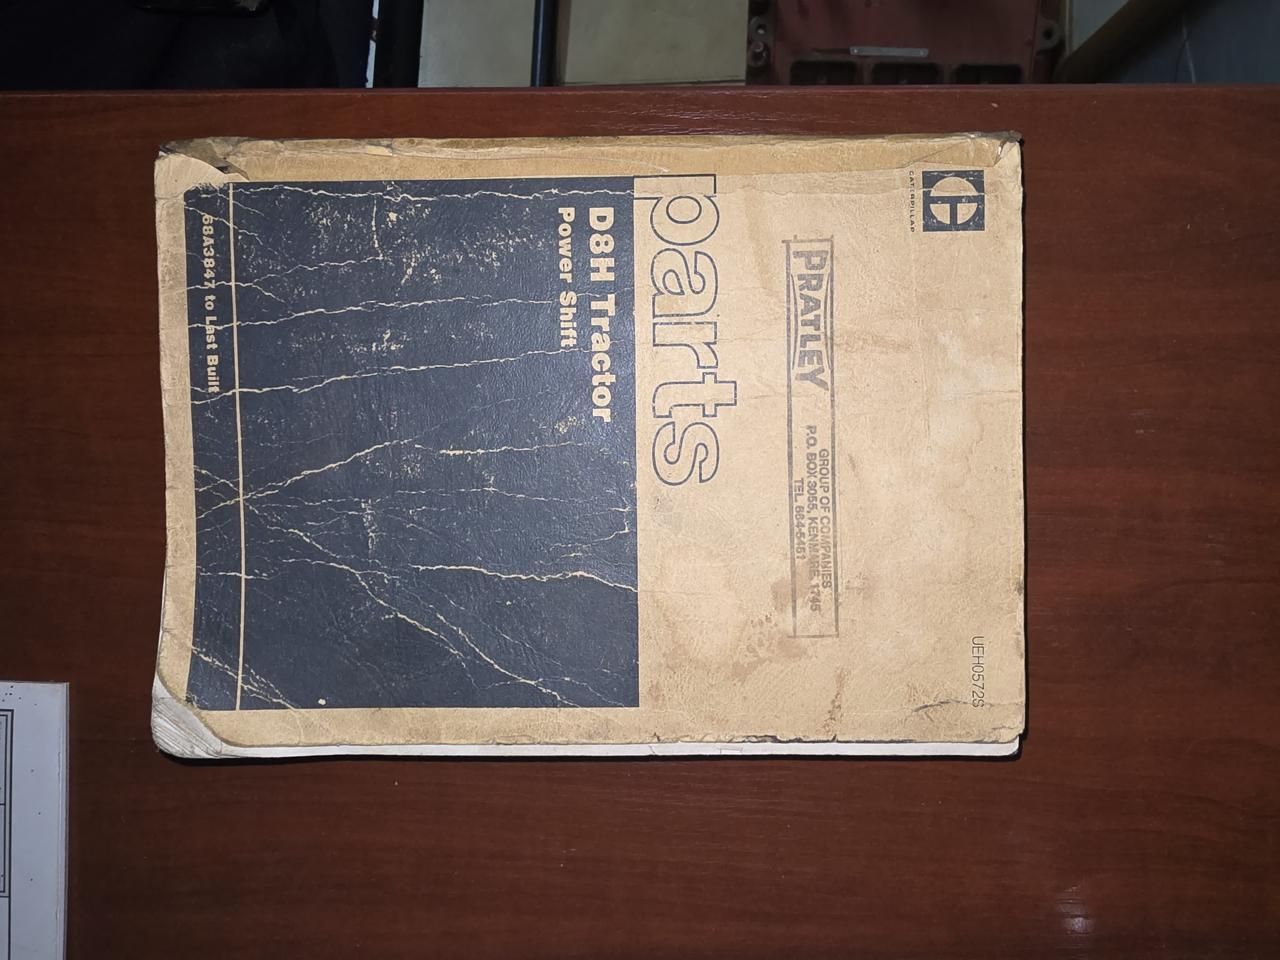 CATERPILLAR
UEH0572S
PRATLEY
GROUP OF COMPANIES
P.O. BOX 3055, KENMARE, 1745
TEL. 664-5461
parts
D8H Tractor
Power Shift
68A3847 to Last Built